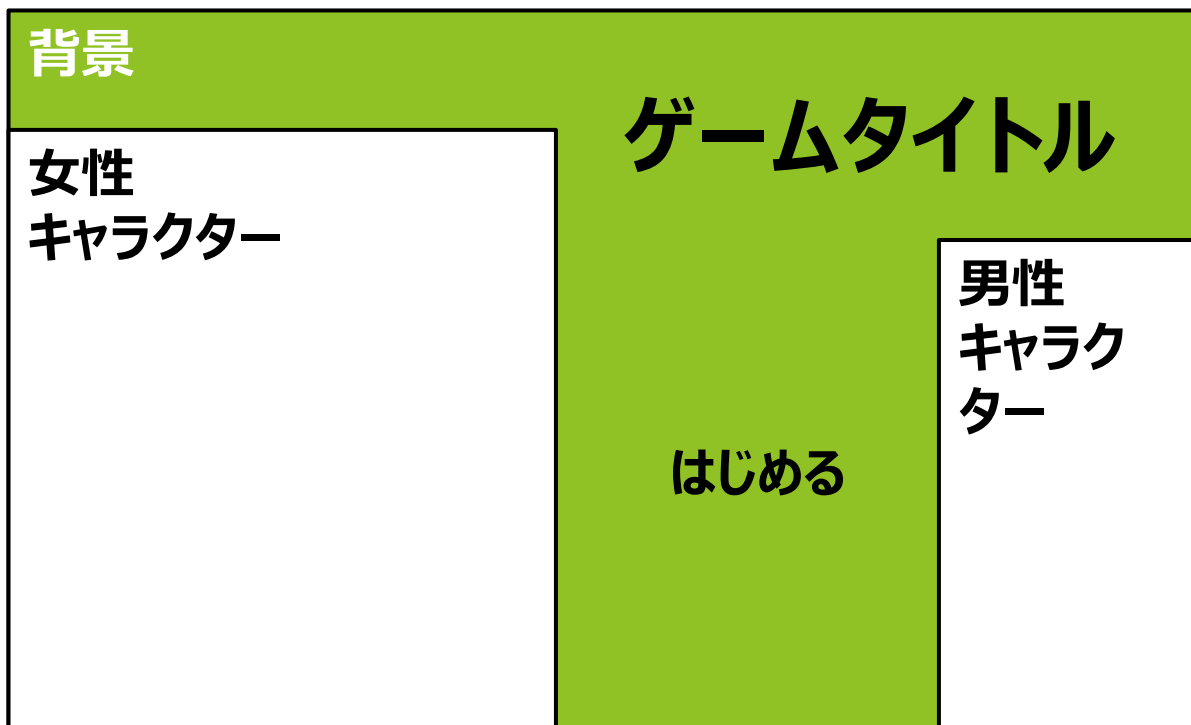 背景
ゲームタイトル
女性
キャラクター
男性
キャラク
ター
はじめる